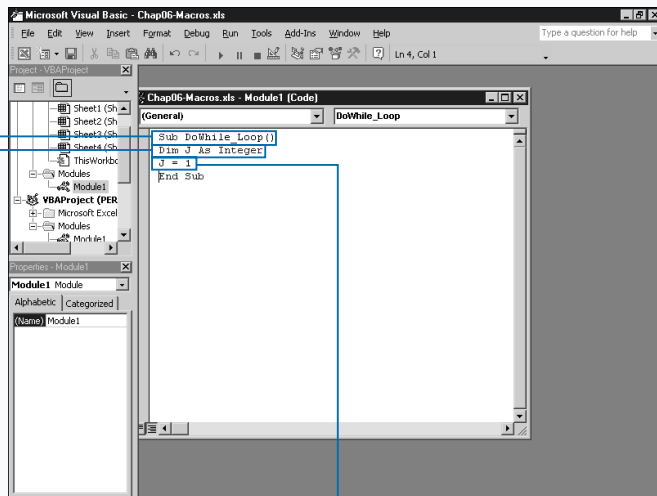 Microsoft Visual Basic - Chap06-Macros.xls
File Edit View Insert Format Debug Run Tools Add-Ins Window Help
Type a question for help
Ln 4, Col 1
Project - VBAProject
Sheet1 (Sh
Sheet2 (Sh
Sheet3 (Sh
Sheet4 (Sh
ThisWorkbo
Modules
Module1
VBAProject (PER
Microsoft Excel
Modules
Module1
Properties - Module1
Module1 Module
Alphabetic Categorized
(Name) Module1
Chap06-Macros.xls - Module1 (Code)
(General) DoWhile_Loop
Sub DoWhile_Loop()
Dim J As Integer
J = 1
End Sub